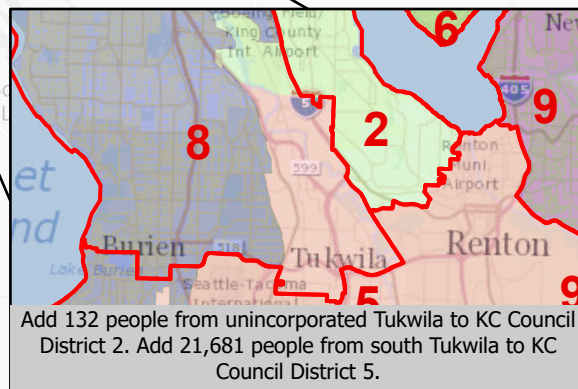 Boeing Field/
King County
Int. Airport
6
New
405
9
8
5
2
Renton
Muni.
Airport
599
et
nd
Burien
518
Tukwila
Renton
Lake Burien
Seattle-Tacoma
International
5
9
Add 132 people from unincorporated Tukwila to KC Council
District 2. Add 21,681 people from south Tukwila to KC
Council District 5.